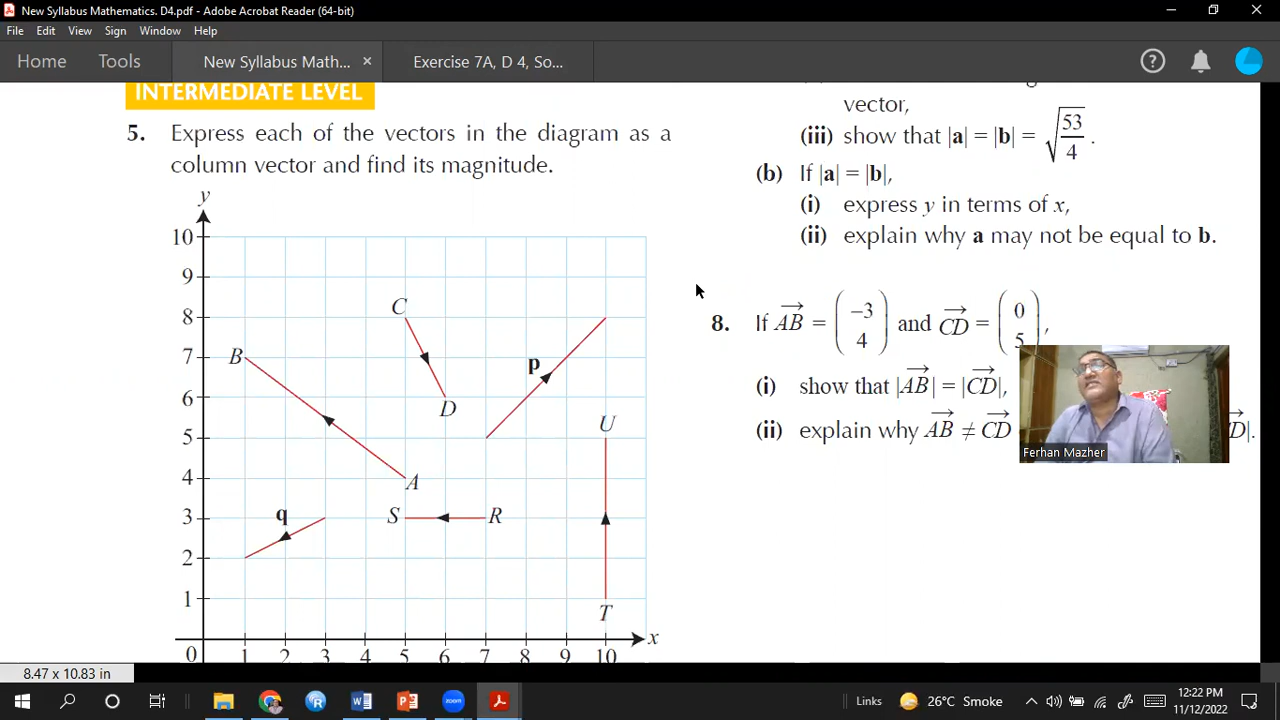 New Syllabus Mathematics. D4.pdf - Adobe Acrobat Reader (64-bit)
File Edit View Sign Window Help
Home Tools New Syllabus Math... × Exercise 7A, D 4, So...
INTERMEDIATE LEVEL
5. Express each of the vectors in the diagram as a
column vector and find its magnitude.
y
10
9
8
7
6
5
4
3
2
1
0 1 2 3 4 5 6 7 8 9 10
x
C
B
p
D
U
A
q
S
R
T
vector,
(iii) show that |a| = |b| = √53/4 .
(b) If |a| = |b|,
(i) express y in terms of x,
(ii) explain why a may not be equal to b.
8. If AB = (−3 4) and CD = (0 5),
(i) show that |AB| = |CD|,
(ii) explain why AB ≠ CD D|.
Ferhan Mazher
8.47 x 10.83 in
Links 26°C Smoke
12:22 PM
11/12/2022